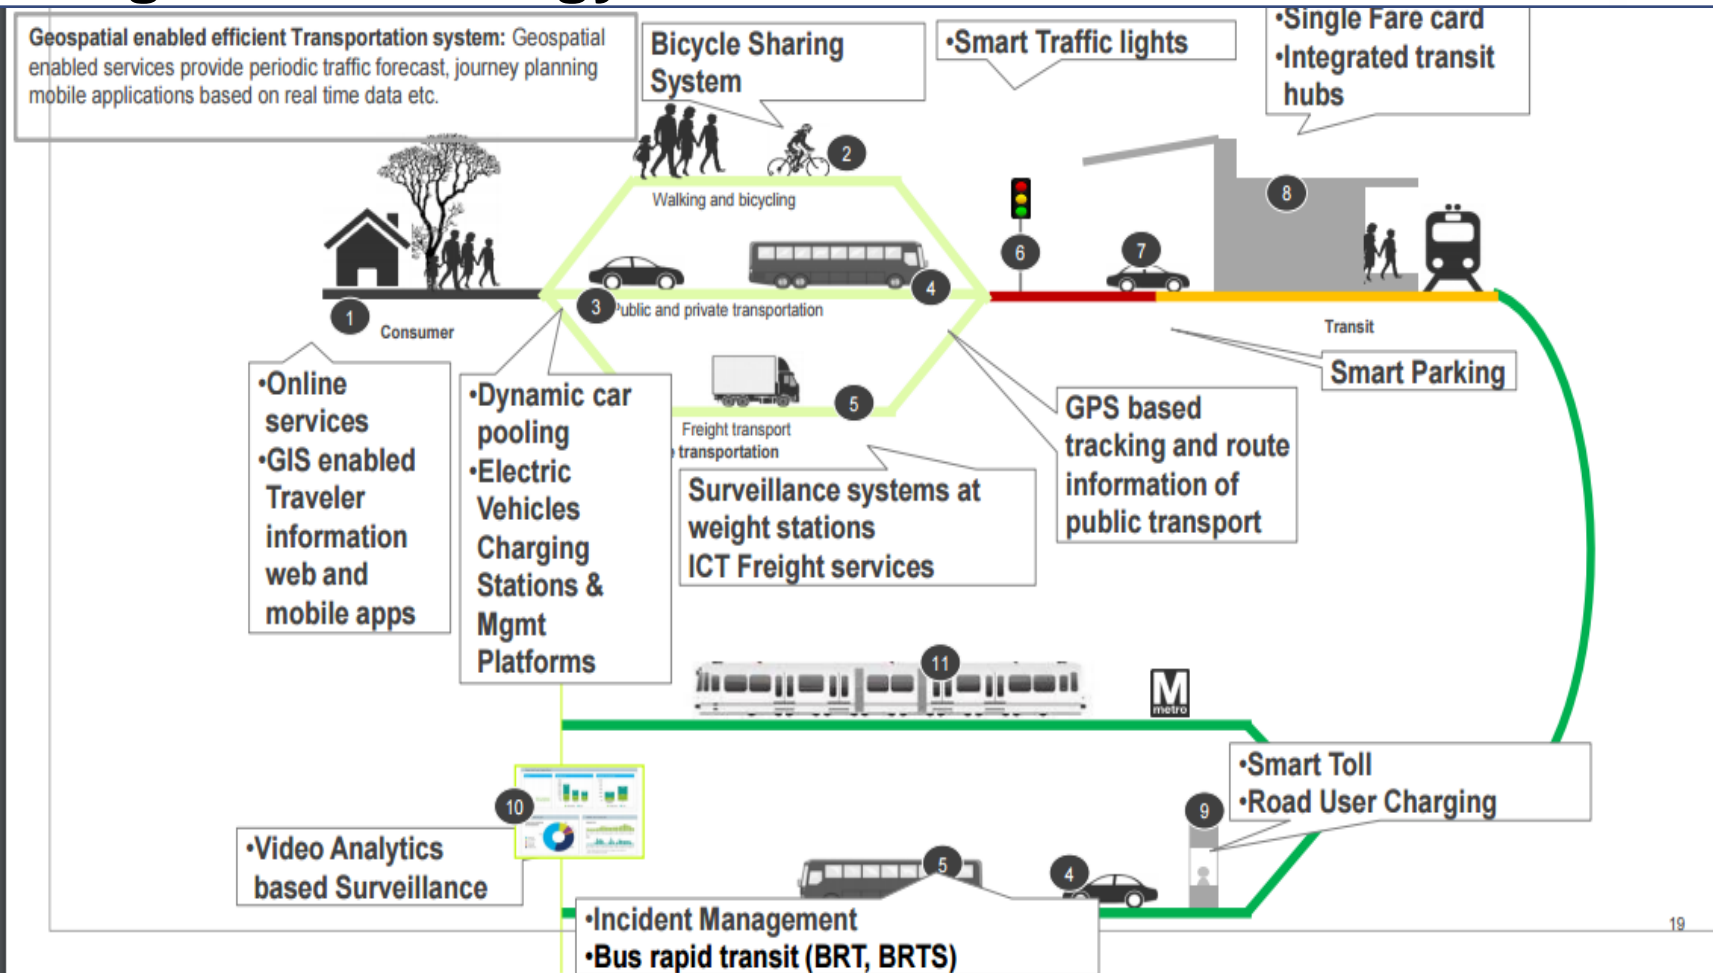 Geospatial enabled efficient Transportation system: Geospatial
enabled services provide periodic traffic forecast, journey planning
mobile applications based on real time data etc.
Bicycle Sharing
System
•Smart Traffic lights
•Single Fare card
•Integrated transit
hubs
2
Walking and bicycling
6
7
8
3
4
Public and private transportation
1
Consumer
Transit
Smart Parking
5
Freight transport
transportation
•Online
services
•GIS enabled
Traveler
information
web and
mobile apps
•Dynamic car
pooling
•Electric
Vehicles
Charging
Stations &
Mgmt
Platforms
Surveillance systems at
weight stations
ICT Freight services
GPS based
tracking and route
information of
public transport
11
M
metro
•Smart Toll
•Road User Charging
9
10
•Video Analytics
based Surveillance
5
4
•Incident Management
•Bus rapid transit (BRT, BRTS)
19